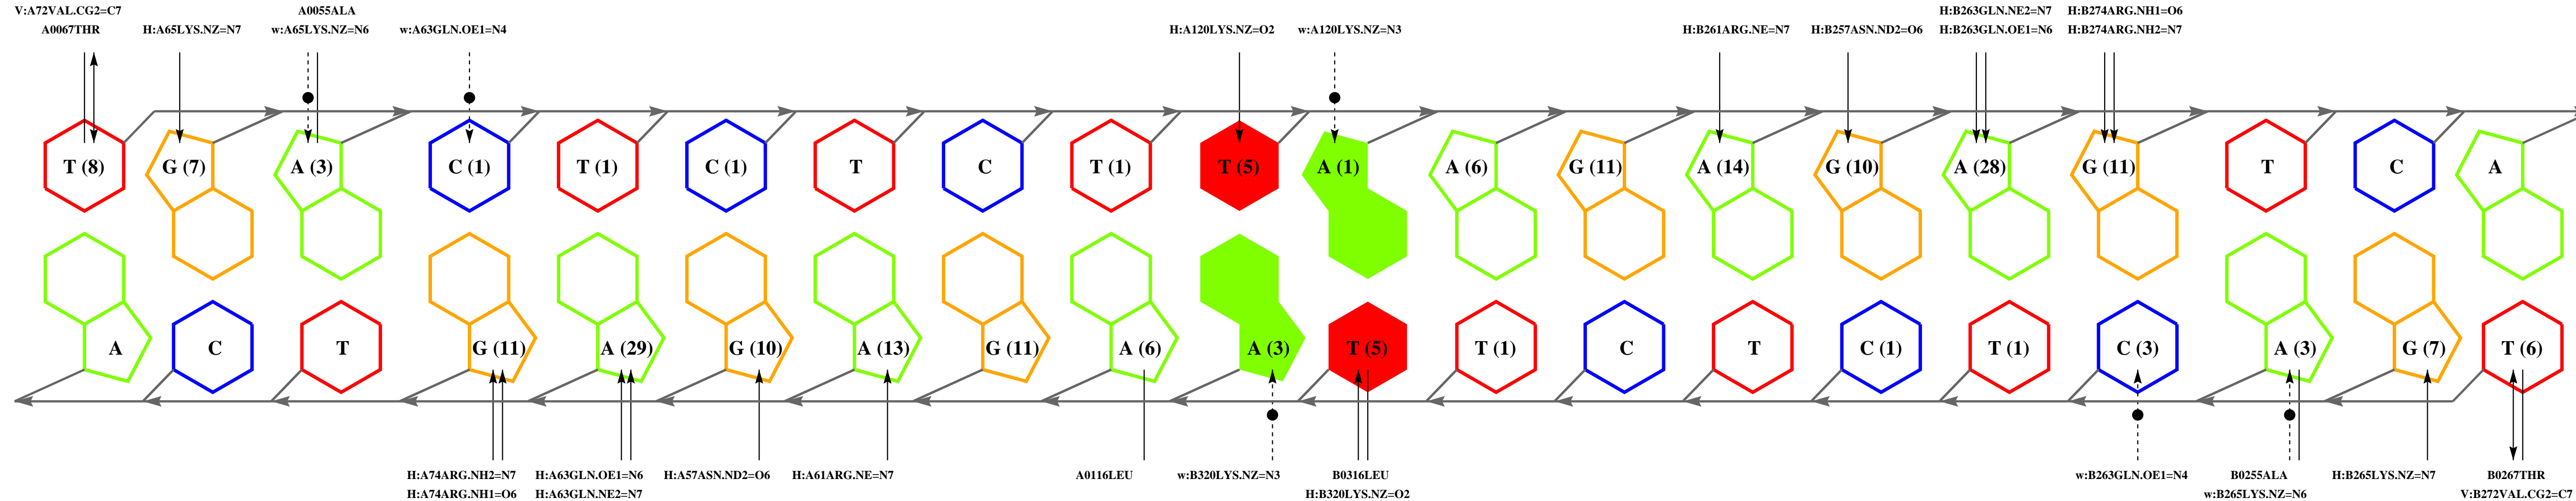 V:A72VAL.CG2=C7 A0055ALA H:B263GLN.NE2=N7 H:B274ARG.NH1=O6
A0067THR H:A65LYS.NZ=N7 w:A65LYS.NZ=N6 w:A63GLN.OE1=N4 H:A120LYS.NZ=O2 w:A120LYS.NZ=N3 H:B261ARG.NE=N7 H:B257ASN.ND2=O6 H:B263GLN.OE1=N6 H:B274ARG.NH2=N7
T (8) G (7) A (3) C (1) T (1) C (1) T C T (1) T (5) A (1) A (6) G (11) A (14) G (10) A (28) G (11) T C A
A C T G (11) A (29) G (10) A (13) G (11) A (6) A (3) T (5) T (1) C T C (1) T (1) C (3) A (3) G (7) T (6)
H:A74ARG.NH2=N7 H:A63GLN.OE1=N6 H:A57ASN.ND2=O6 H:A61ARG.NE=N7 A0116LEU w:B320LYS.NZ=N3 B0316LEU w:B263GLN.OE1=N4 B0255ALA H:B265LYS.NZ=N7 B0267THR
H:A74ARG.NH1=O6 H:A63GLN.NE2=N7 H:B320LYS.NZ=O2 w:B265LYS.NZ=N6 V:B272VAL.CG2=C7